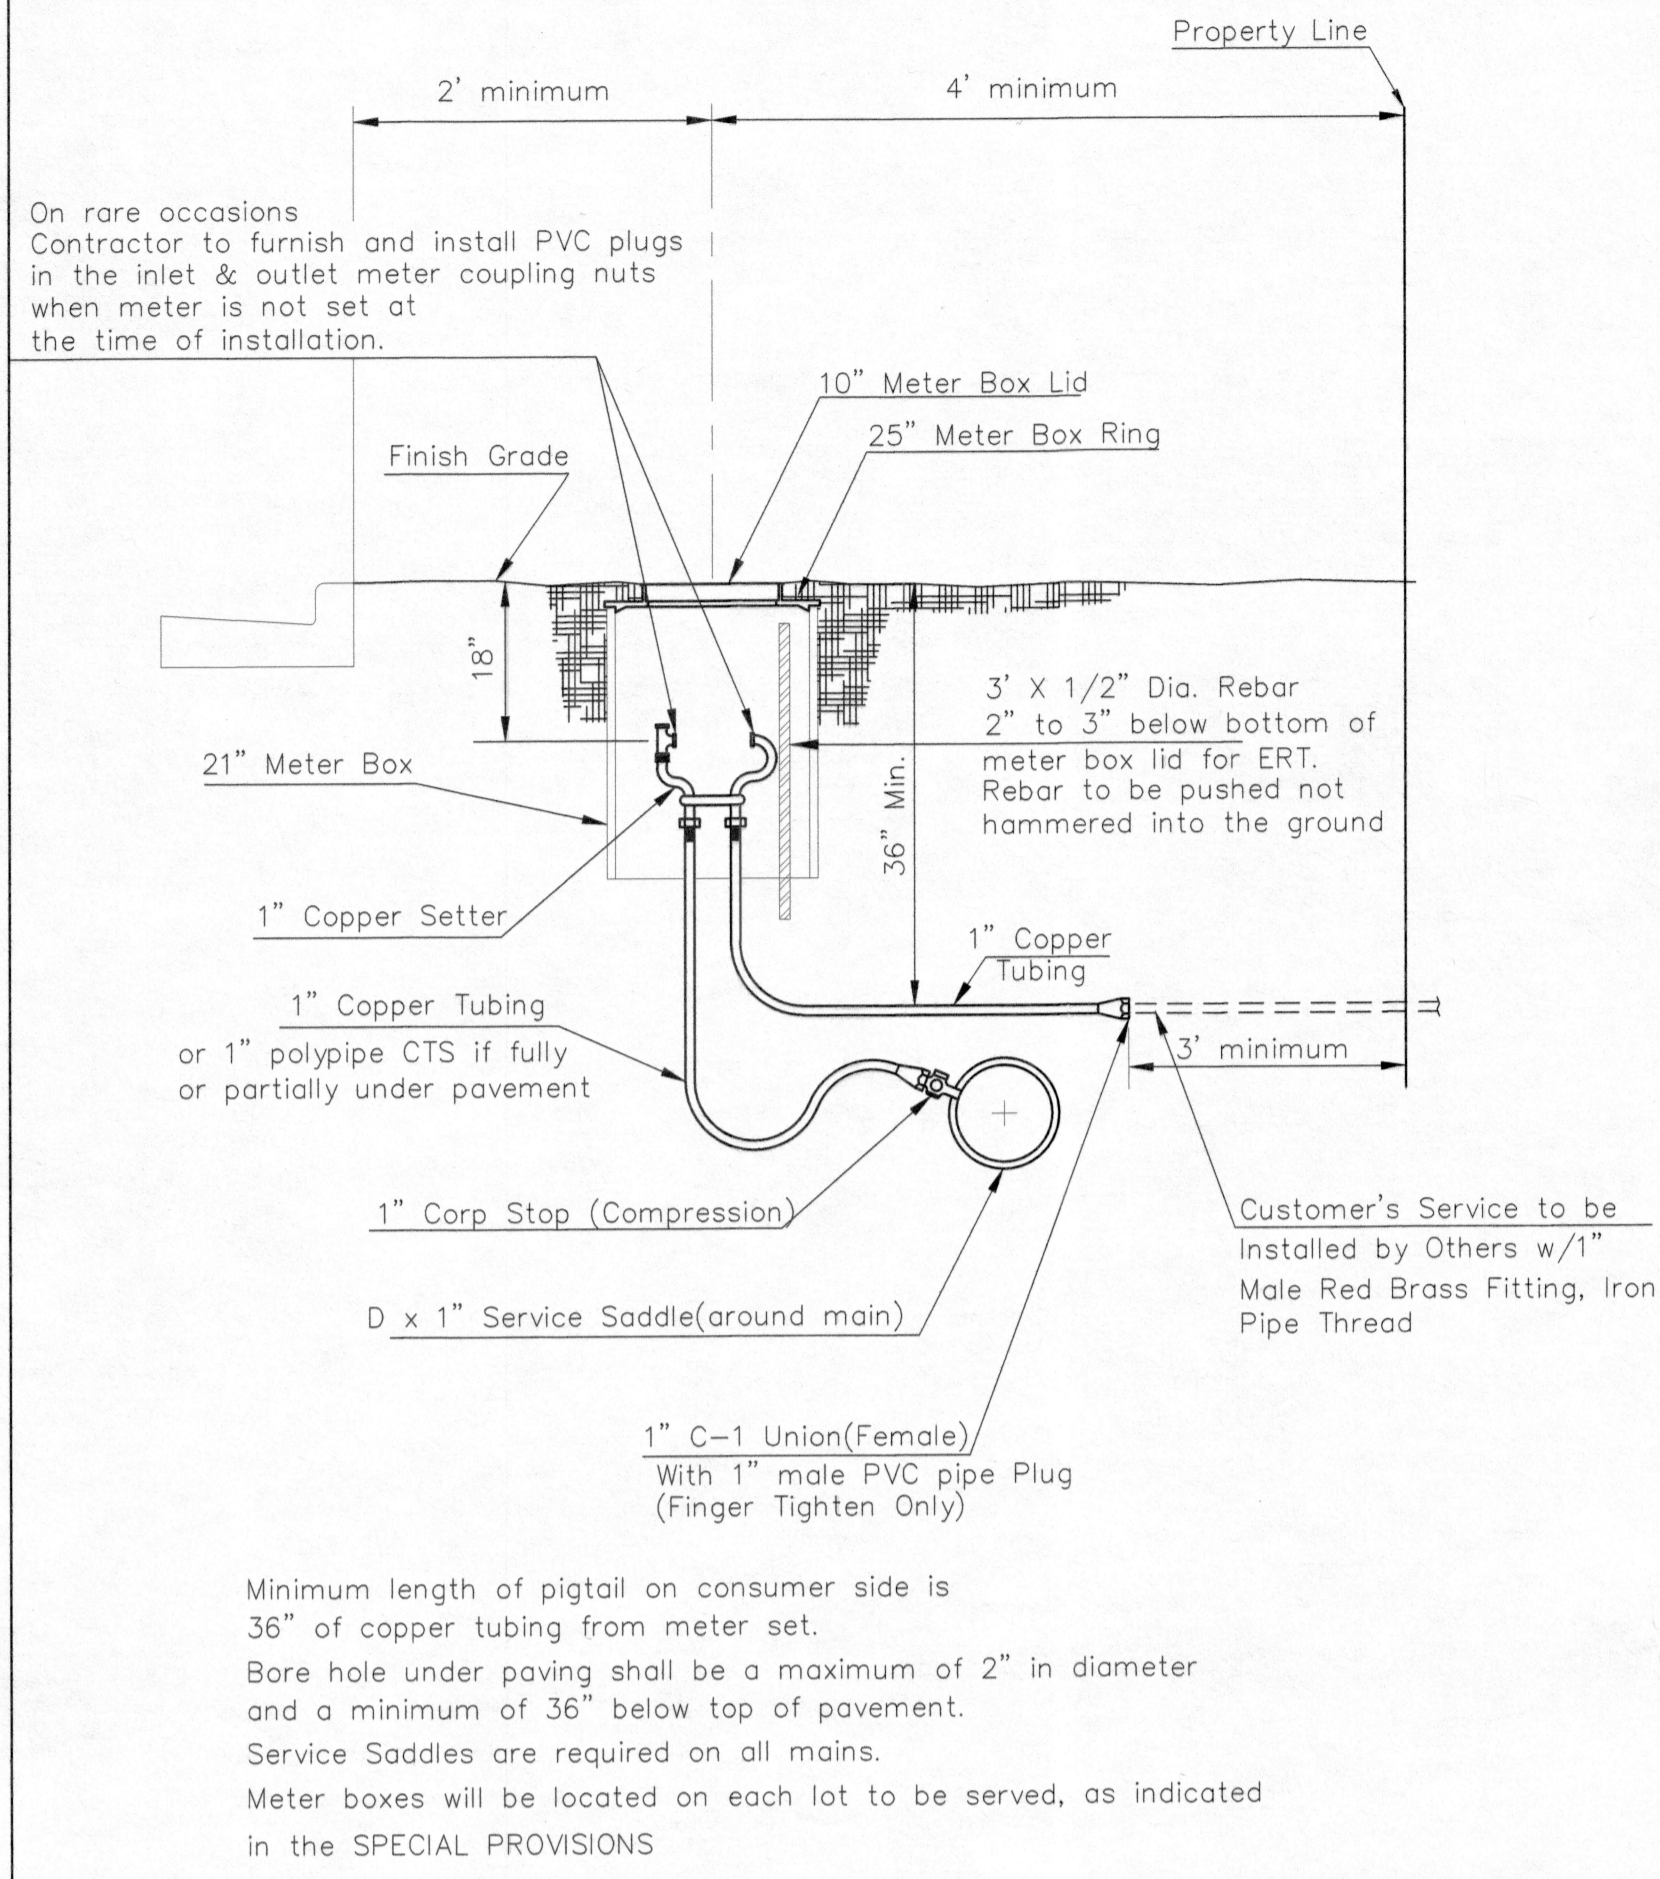 Property Line
2' minimum
4' minimum
On rare occasions
Contractor to furnish and install PVC plugs
in the inlet & outlet meter coupling nuts
when meter is not set at
the time of installation.
10" Meter Box Lid
25" Meter Box Ring
Finish Grade
18"
3' X 1/2" Dia. Rebar
2" to 3" below bottom of
meter box lid for ERT.
Rebar to be pushed not
hammered into the ground
21" Meter Box
36" Min.
1" Copper Setter
1" Copper
Tubing
1" Copper Tubing
or 1" polypipe CTS if fully
or partially under pavement
3' minimum
1" Corp Stop (Compression)
Customer's Service to be
Installed by Others w/1"
Male Red Brass Fitting, Iron
Pipe Thread
D x 1" Service Saddle(around main)
1" C-1 Union(Female)
With 1" male PVC pipe Plug
(Finger Tighten Only)
Minimum length of pigtail on consumer side is
36" of copper tubing from meter set.
Bore hole under paving shall be a maximum of 2" in diameter
and a minimum of 36" below top of pavement.
Service Saddles are required on all mains.
Meter boxes will be located on each lot to be served, as indicated
in the SPECIAL PROVISIONS